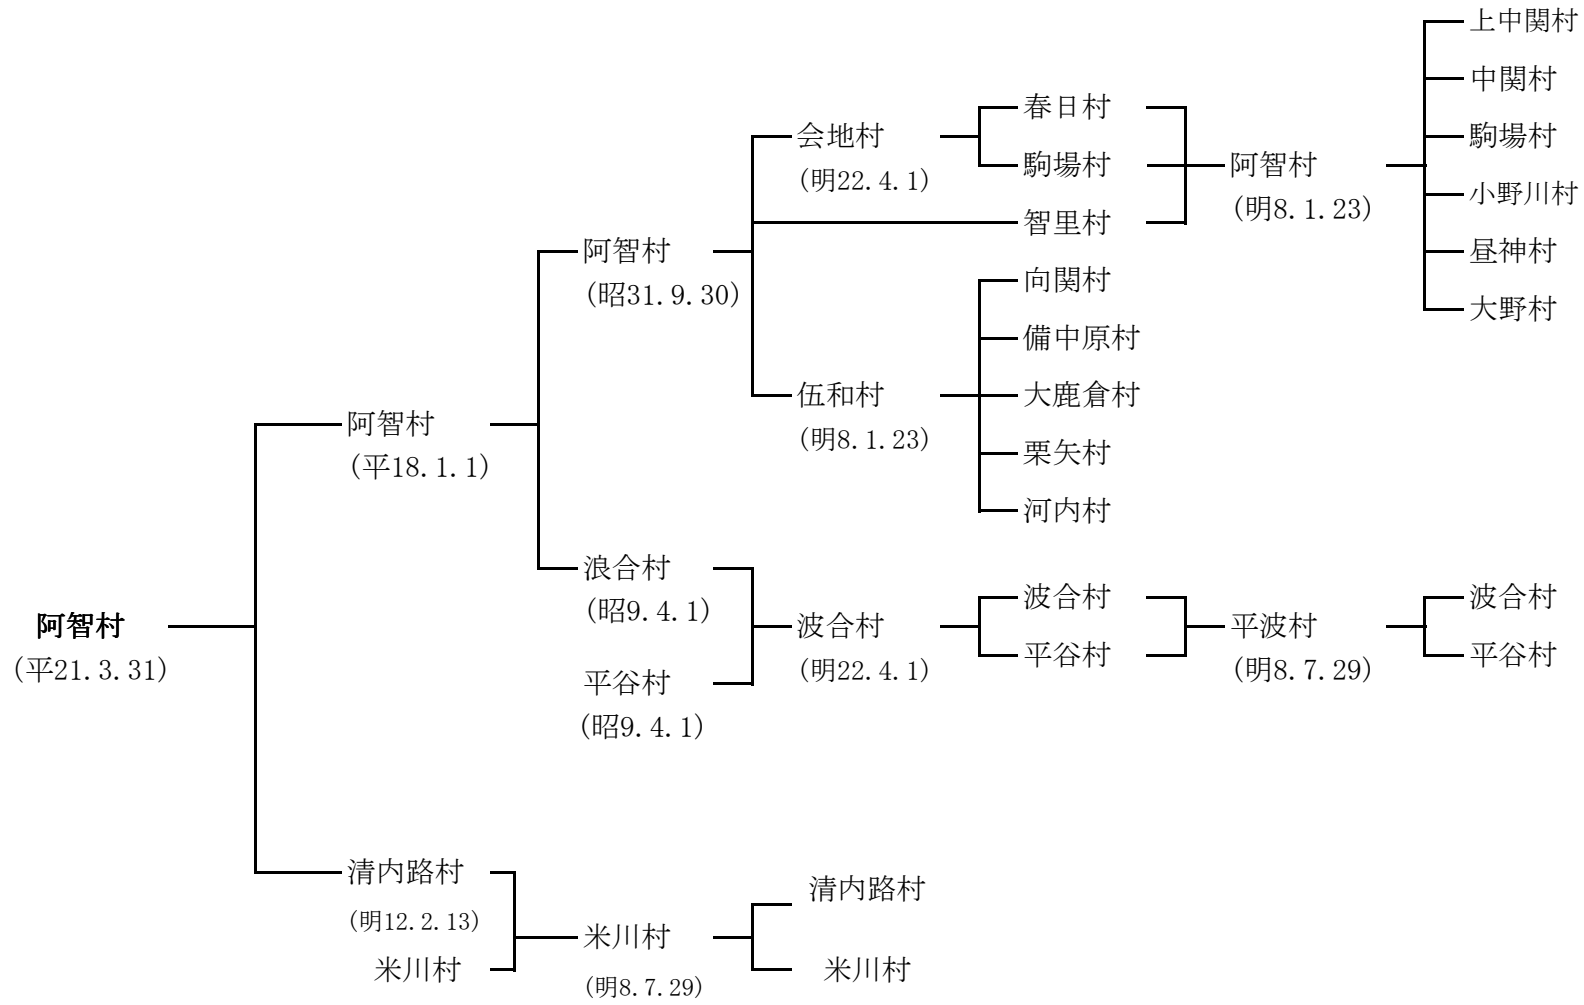 阿智村
(平21.3.31)
阿智村
(平18.1.1)
清内路村
(明12.2.13)
米川村
阿智村
(昭31.9.30)
浪合村
(昭9.4.1)
平谷村
(昭9.4.1)
米川村
(明8.7.29)
会地村
(明22.4.1)
伍和村
(明8.1.23)
波合村
(明22.4.1)
清内路村
米川村
春日村
駒場村
智里村
向関村
備中原村
大鹿倉村
栗矢村
河内村
波合村
平谷村
阿智村
(明8.1.23)
平波村
(明8.7.29)
上中関村
中関村
駒場村
小野川村
昼神村
大野村
波合村
平谷村